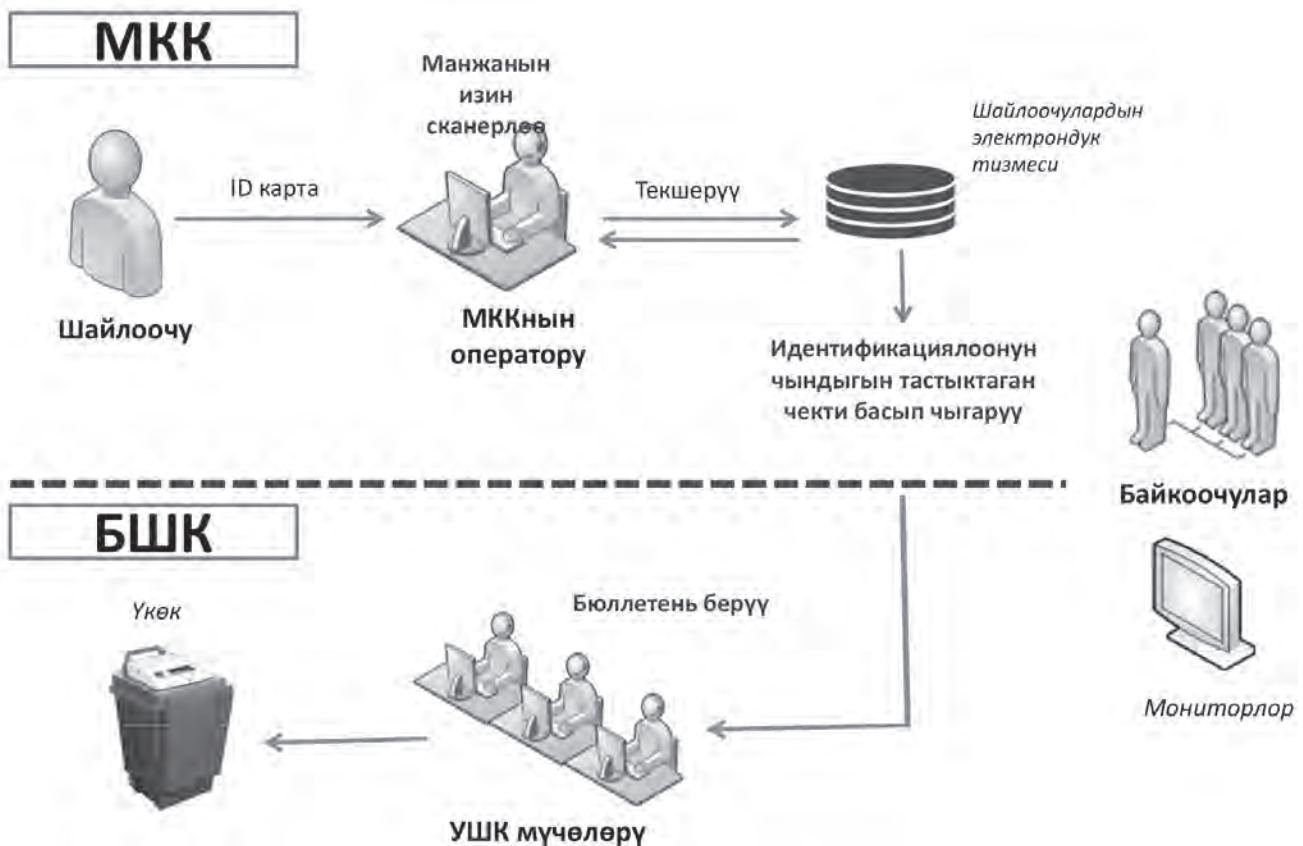 МКК
Манжанын
изин
сканерлөө
Шайлоочулардын
электрондук
тизмеси
ID карта
Текшерүү
Шайлоочу
МККнын
оператору
Идентификациялоонун
чындыгын тастыктаган
чекти басып чыгаруу
Байкоочулар
БШК
Үкөк
Бюллетень берүү
Мониторлор
УШК мүчөлөрү